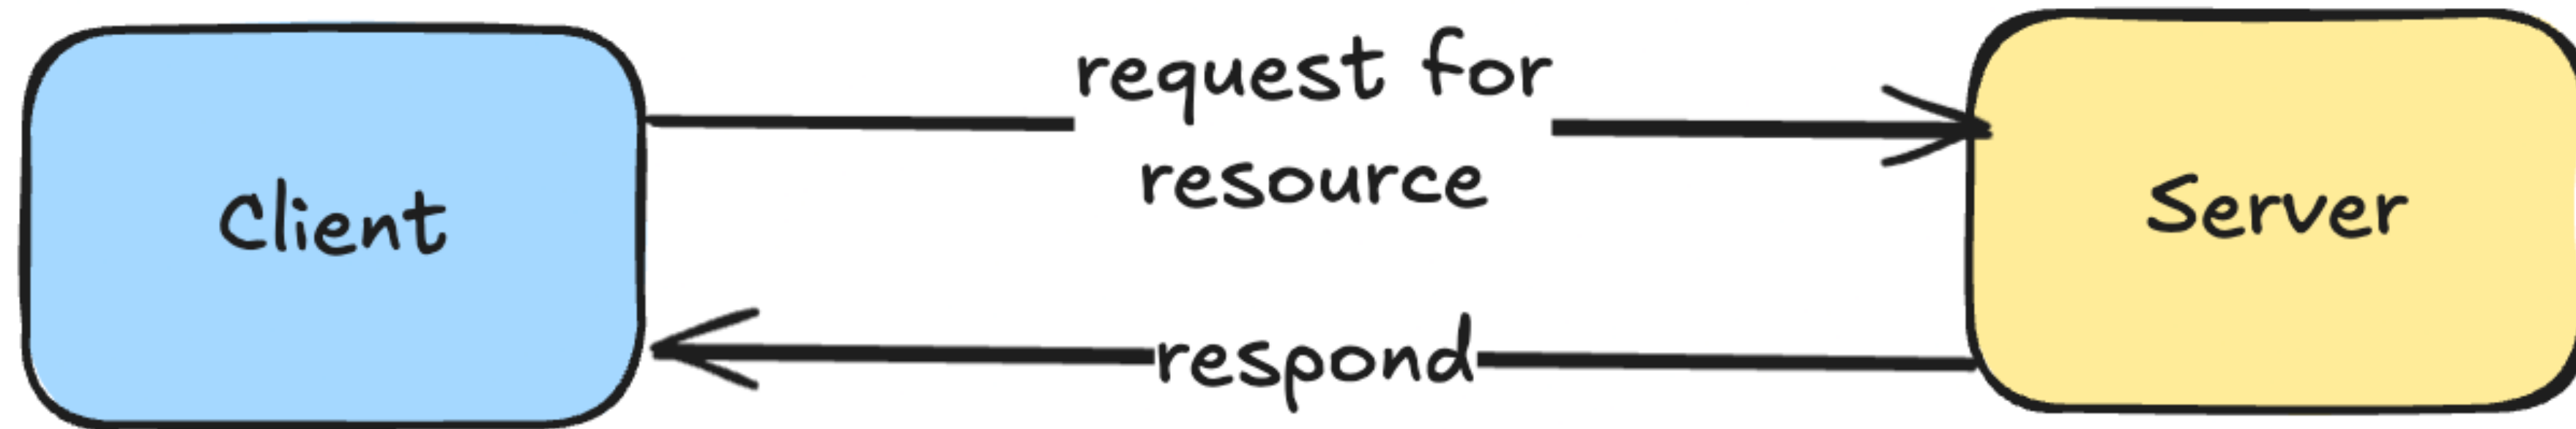 Client
request for
resource
respond
Server